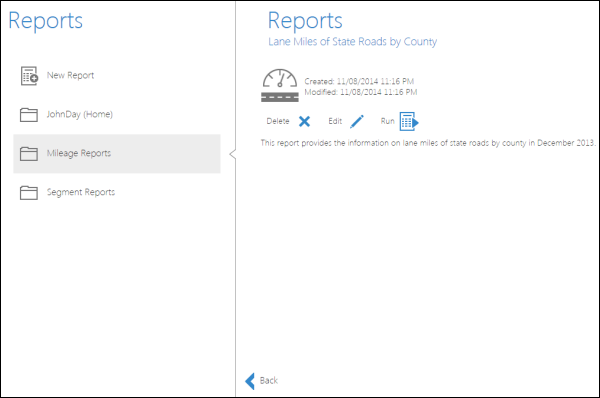 Reports
New Report
JohnDay (Home)
Mileage Reports
Segment Reports
Reports
Lane Miles of State Roads by County
Created: 11/08/2014 11:16 PM
Modified: 11/08/2014 11:16 PM
Delete Edit Run
This report provides the information on lane miles of state roads by county in December 2013.
Back